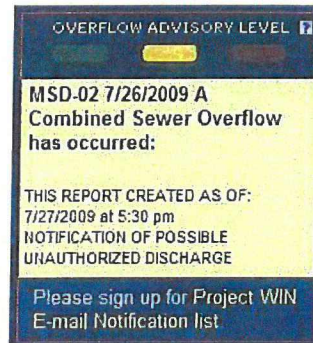 OVERFLOW ADVISORY LEVEL ?
MSD-02 7/26/2009 A
Combined Sewer Overflow
has occurred:
THIS REPORT CREATED AS OF:
7/27/2009 at 5:30 pm
NOTIFICATION OF POSSIBLE
UNAUTHORIZED DISCHARGE
Please sign up for Project WIN
E-mail Notification list